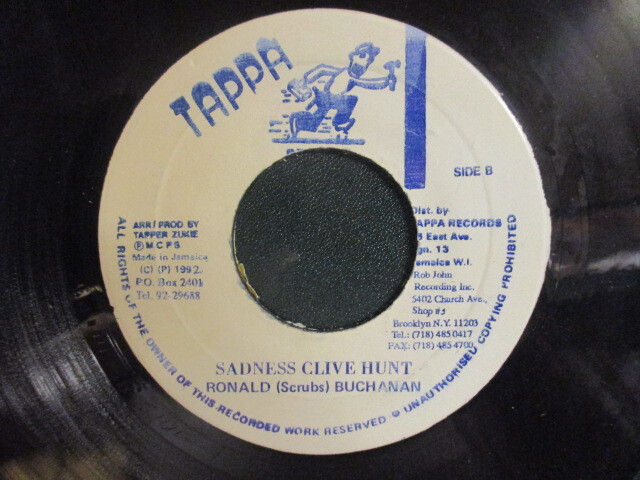 TAPPA
SIDE B
ARR/ PROD BY
TAPPER ZUKIE
Ⓟ M C P S
Made in Jamaica
(C) (P) 1992.
P.O. Box 2401
Tel. 92-29688
Dist. by
TAPPA RECORDS
East Ave.
13
Jamaica W.I.
Rob John
Recording Inc.
5402 Church Ave.,
Shop #3
Brooklyn N.Y. 11203
Tel.: (718) 485 0417
FAX: (718) 485 4700
SADNESS CLIVE HUNT
RONALD (Scrubs) BUCHANAN
ALL RIGHTS OF THE OWNER OF THIS RECORDED WORK RESERVED ● UNAUTHORISED COPYING PROHIBITED